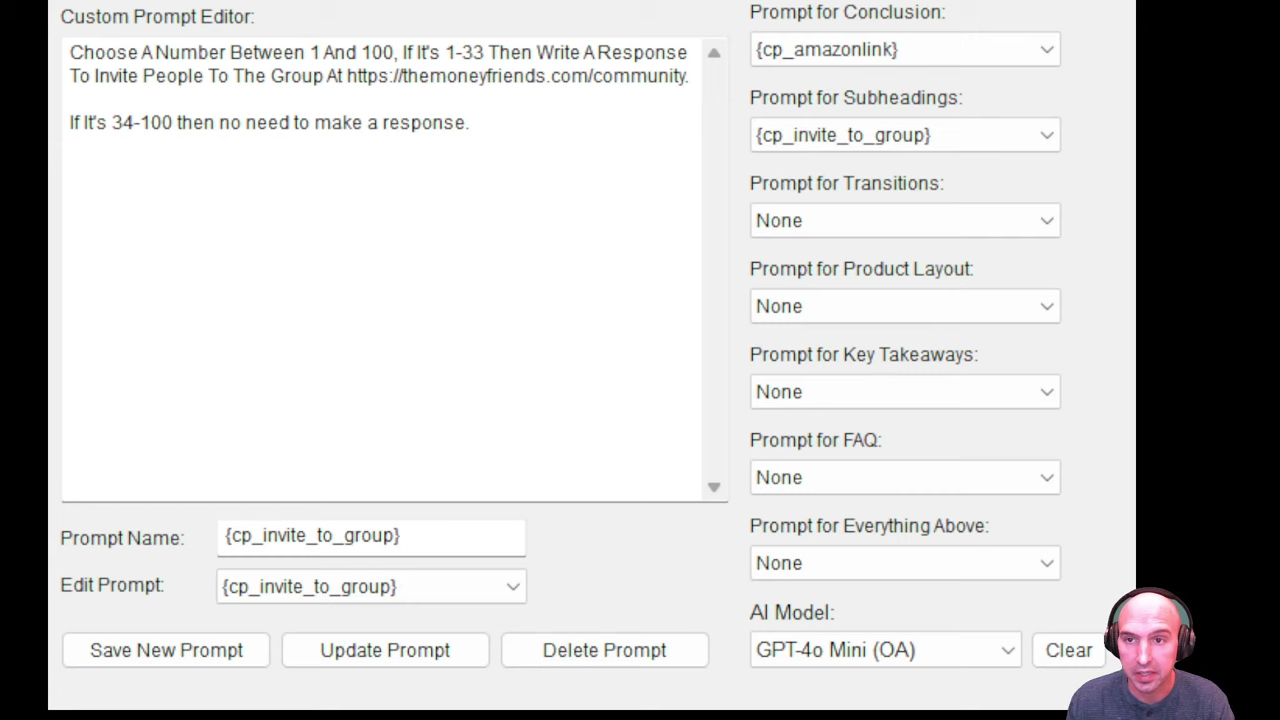 Custom Prompt Editor:
Choose A Number Between 1 And 100, If It's 1-33 Then Write A Response
To Invite People To The Group At https://themoneyfriends.com/community.
If It's 34-100 then no need to make a response.
Prompt Name:
{cp_invite_to_group}
Edit Prompt:
{cp_invite_to_group}
Save New Prompt
Update Prompt
Delete Prompt
Prompt for Conclusion:
{cp_amazonlink}
Prompt for Subheadings:
{cp_invite_to_group}
Prompt for Transitions:
None
Prompt for Product Layout:
None
Prompt for Key Takeaways:
None
Prompt for FAQ:
None
Prompt for Everything Above:
None
AI Model:
GPT-4o Mini (OA)
Clear